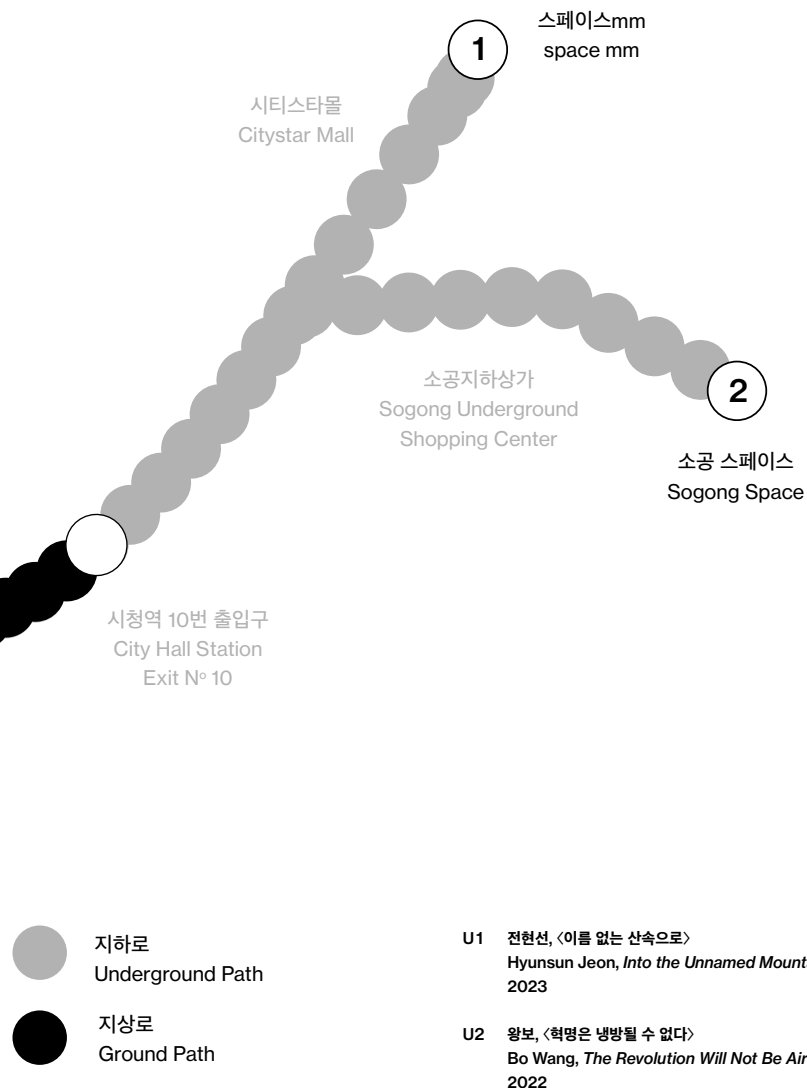 1
스페이스mm
space mm
시티스타몰
Citystar Mall
소공지하상가
Sogong Underground
Shopping Center
2
소공 스페이스
Sogong Space
시청역 10번 출입구
City Hall Station
Exit Nº 10
지하로
Underground Path
지상로
Ground Path
U1 전현선, 〈이름 없는 산속으로〉
Hyunsun Jeon, Into the Unnamed
2023
U2 왕보, 〈혁명은 냉방될 수 없다〉
Bo Wang, The Revolution Will Not Be
2022